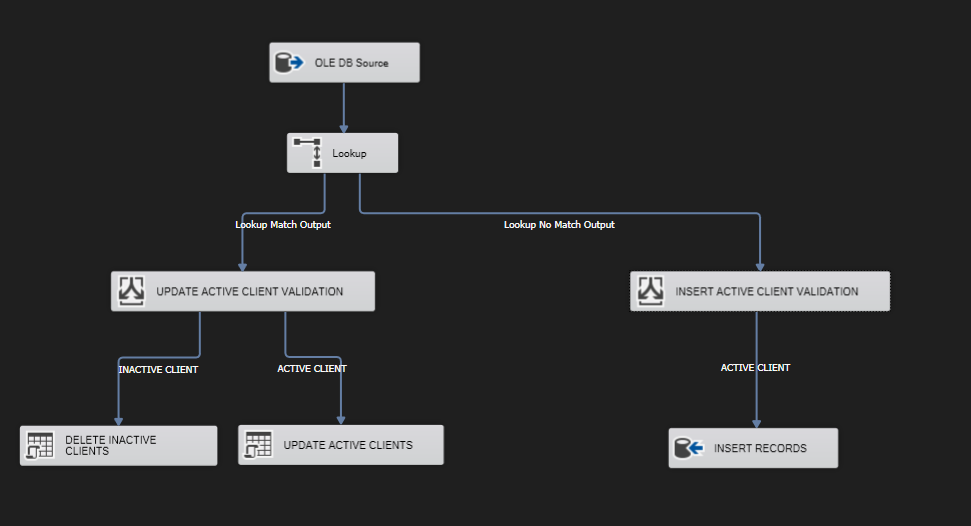 OLE DB Source
Lookup
Lookup Match Output
Lookup No Match Output
UPDATE ACTIVE CLIENT VALIDATION
INSERT ACTIVE CLIENT VALIDATION
INACTIVE CLIENT
ACTIVE CLIENT
ACTIVE CLIENT
DELETE INACTIVE
CLIENTS
UPDATE ACTIVE CLIENTS
INSERT RECORDS